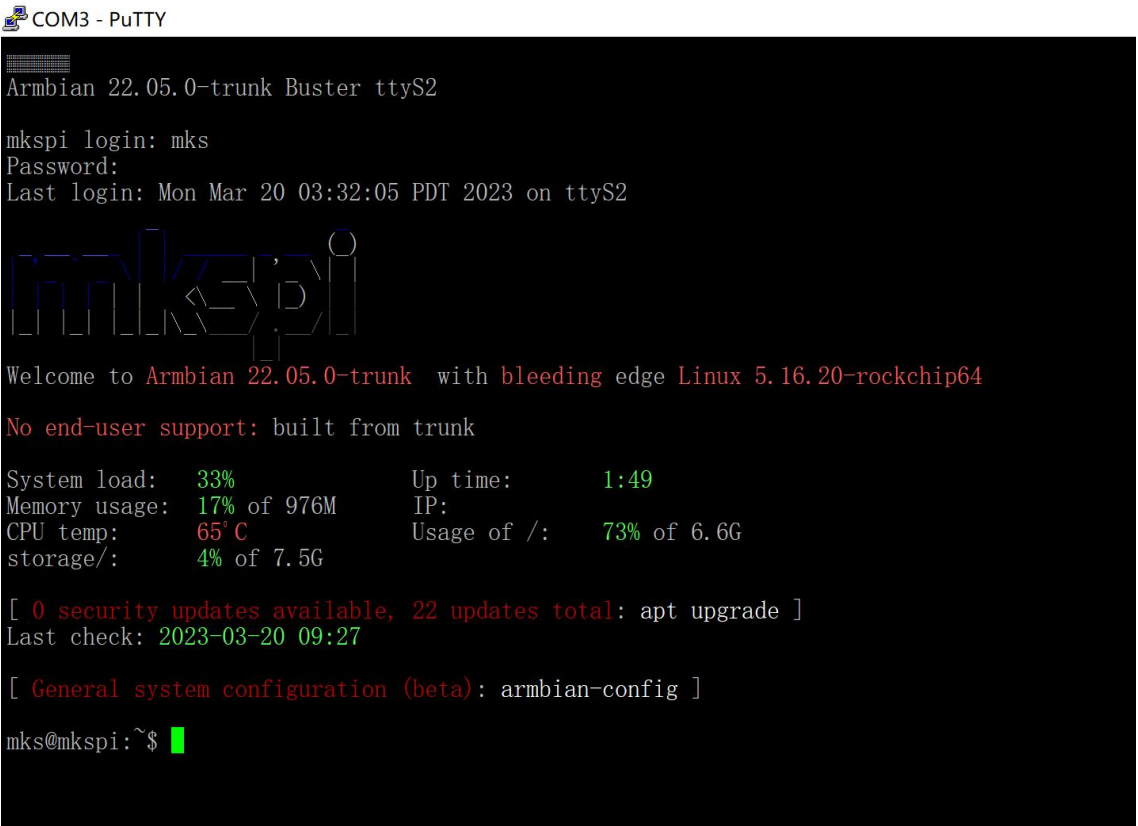 COM3 - PuTTY
Armbian 22.05.0-trunk Buster ttyS2
mkspi login: mks
Password:
Last login: Mon Mar 20 03:32:05 PDT 2023 on ttyS2
mkspi
Welcome to Armbian 22.05.0-trunk with bleeding edge Linux 5.16.20-rockchip64
No end-user support: built from trunk
System load: 33% Up time: 1:49
Memory usage: 17% of 976M IP:
CPU temp: 65°C Usage of /: 73% of 6.6G
storage/: 4% of 7.5G
[ 0 security updates available, 22 updates total: apt upgrade ]
Last check: 2023-03-20 09:27
[ General system configuration (beta): armbian-config ]
mks@mkspi:~$